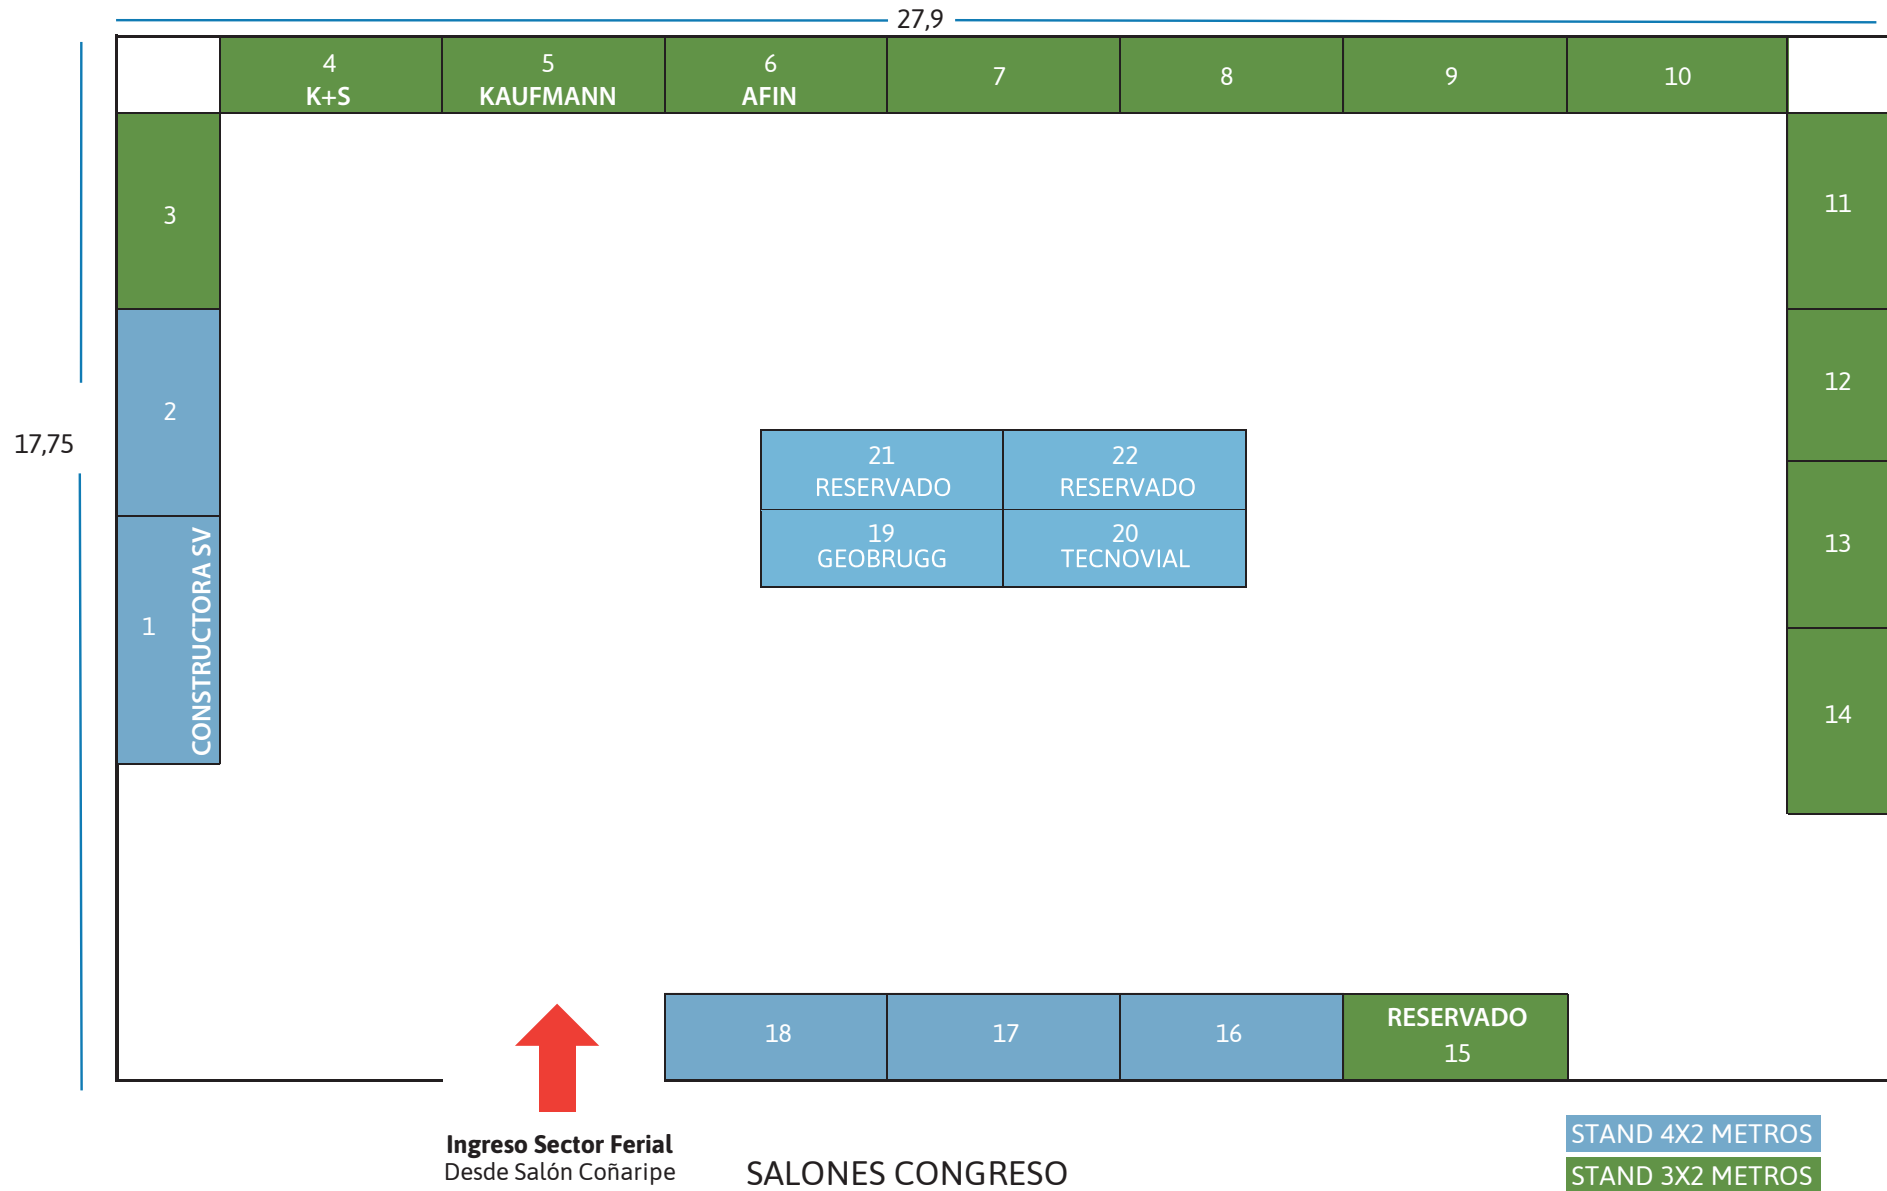 27,9
4
K+S
5
KAUFMANN
6
AFIN
7
8
9
10
3
11
2
12
17,75
21
RESERVADO
22
RESERVADO
19
GEOBRUGG
20
TECNOVIAL
13
1
CONSTRUCTORA SV
14
18
17
16
RESERVADO
15
Ingreso Sector Ferial
Desde Salón Coñaripe
SALONES CONGRESO
STAND 4X2 METROS
STAND 3X2 METROS